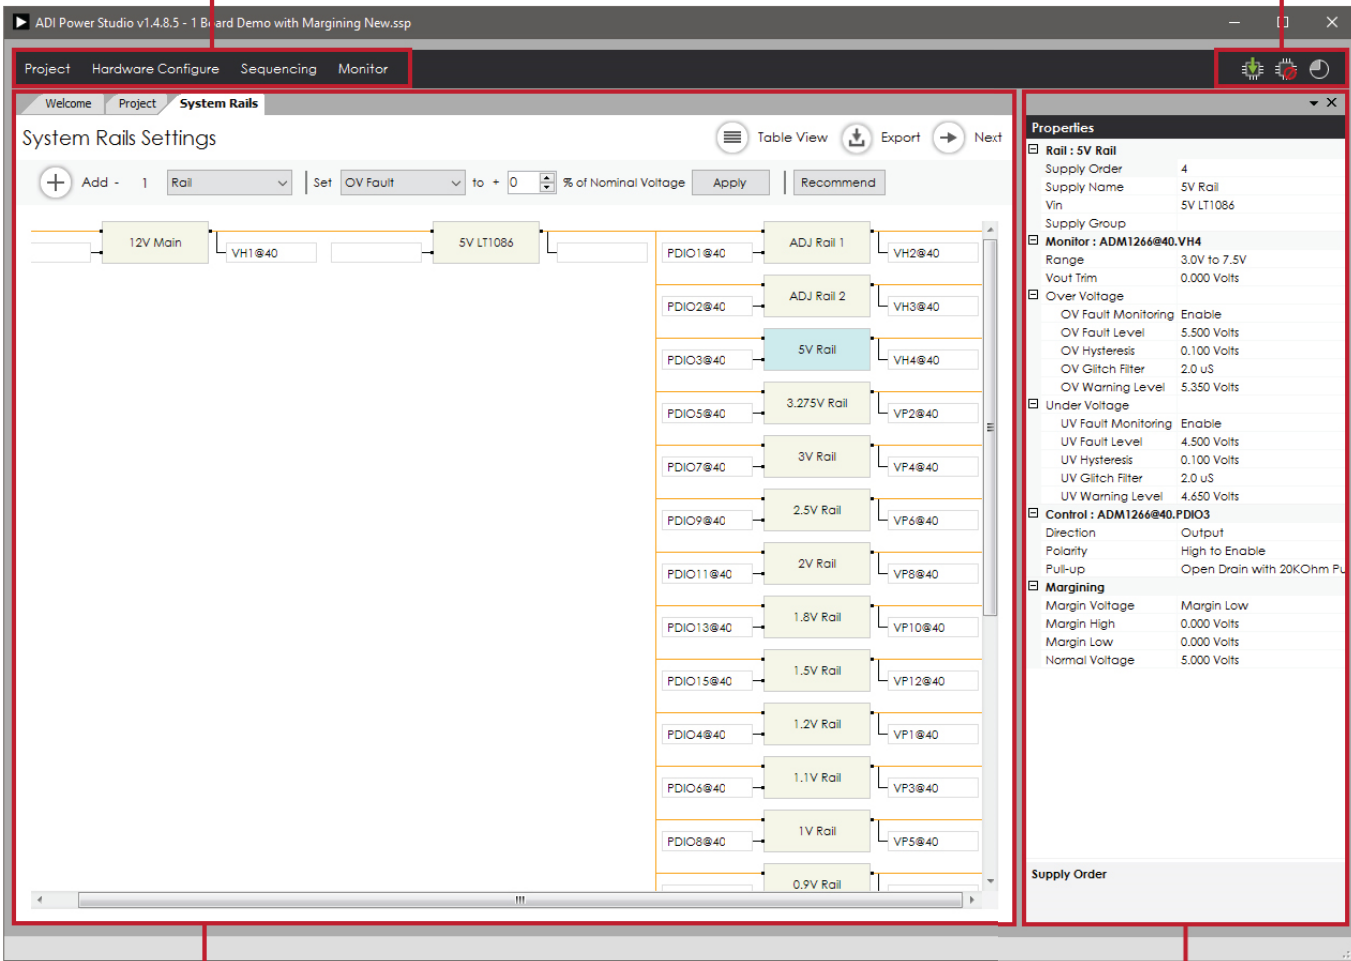 ADI Power Studio v1.4.8.5 - 1 Board Demo with Margining New.ssp
Project Hardware Configure Sequencing Monitor
Welcome Project System Rails
System Rails Settings
Table View Export Next
Add - 1 Rail Set OV Fault to + 0 % of Nominal Voltage Apply Recommend
12V Main VH1@40
5V LT1086
PDIO1@40 ADJ Rail 1 VH2@40
PDIO2@40 ADJ Rail 2 VH3@40
PDIO3@40 5V Rail VH4@40
PDIO5@40 3.275V Rail VP2@40
PDIO7@40 3V Rail VP4@40
PDIO9@40 2.5V Rail VP6@40
PDIO11@40 2V Rail VP8@40
PDIO13@40 1.8V Rail VP10@40
PDIO15@40 1.5V Rail VP12@40
PDIO4@40 1.2V Rail VP1@40
PDIO6@40 1.1V Rail VP3@40
PDIO8@40 1V Rail VP5@40
0.9V Rail
Properties
Rail : 5V Rail
Supply Order 4
Supply Name 5V Rail
Vin 5V LT1086
Supply Group
Monitor : ADM1266@40.VH4
Range 3.0V to 7.5V
Vout Trim 0.000 Volts
Over Voltage
OV Fault Monitoring Enable
OV Fault Level 5.500 Volts
OV Hysteresis 0.100 Volts
OV Glitch Filter 2.0 uS
OV Warning Level 5.350 Volts
Under Voltage
UV Fault Monitoring Enable
UV Fault Level 4.500 Volts
UV Hysteresis 0.100 Volts
UV Glitch Filter 2.0 uS
UV Warning Level 4.650 Volts
Control : ADM1266@40.PDIO3
Direction Output
Polarity High to Enable
Pull-up Open Drain with 20KOhm Pu
Margining
Margin Voltage Margin Low
Margin High 0.000 Volts
Margin Low 0.000 Volts
Normal Voltage 5.000 Volts
Supply Order